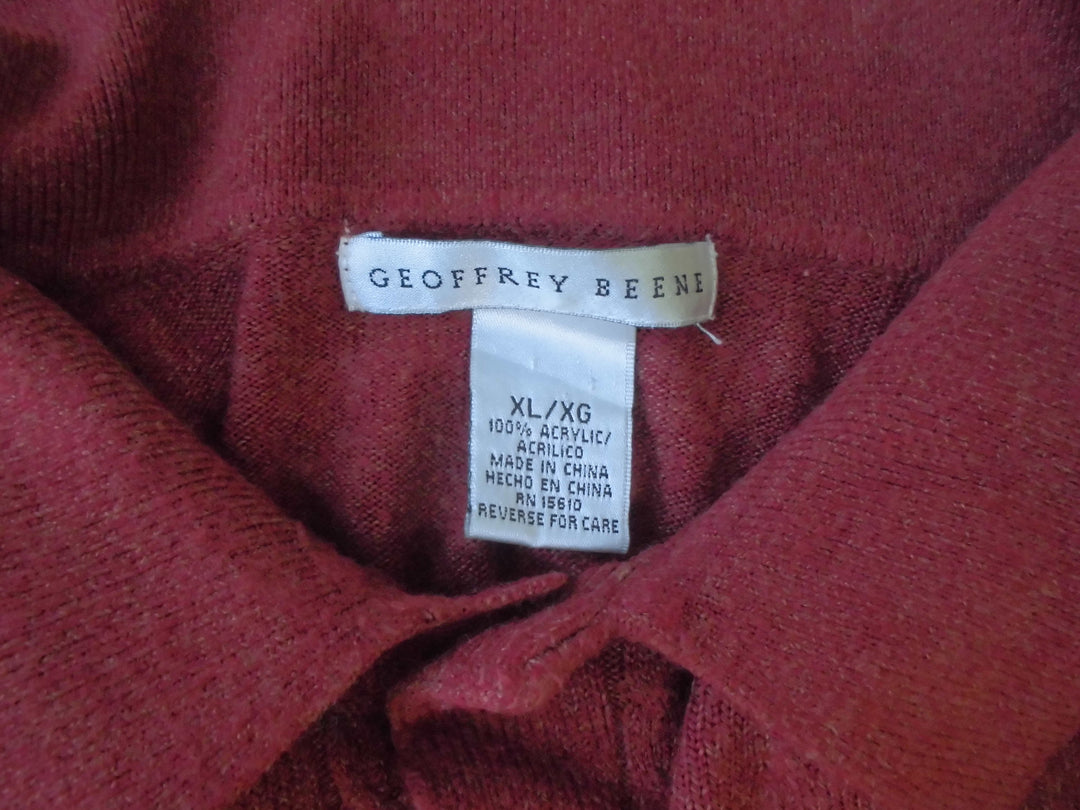 GEOFFREY BEENE
XL/XG
100% ACRYLIC/
ACRILICO
MADE IN CHINA
HECHO EN CHINA
RN 15610
REVERSE FOR CARE